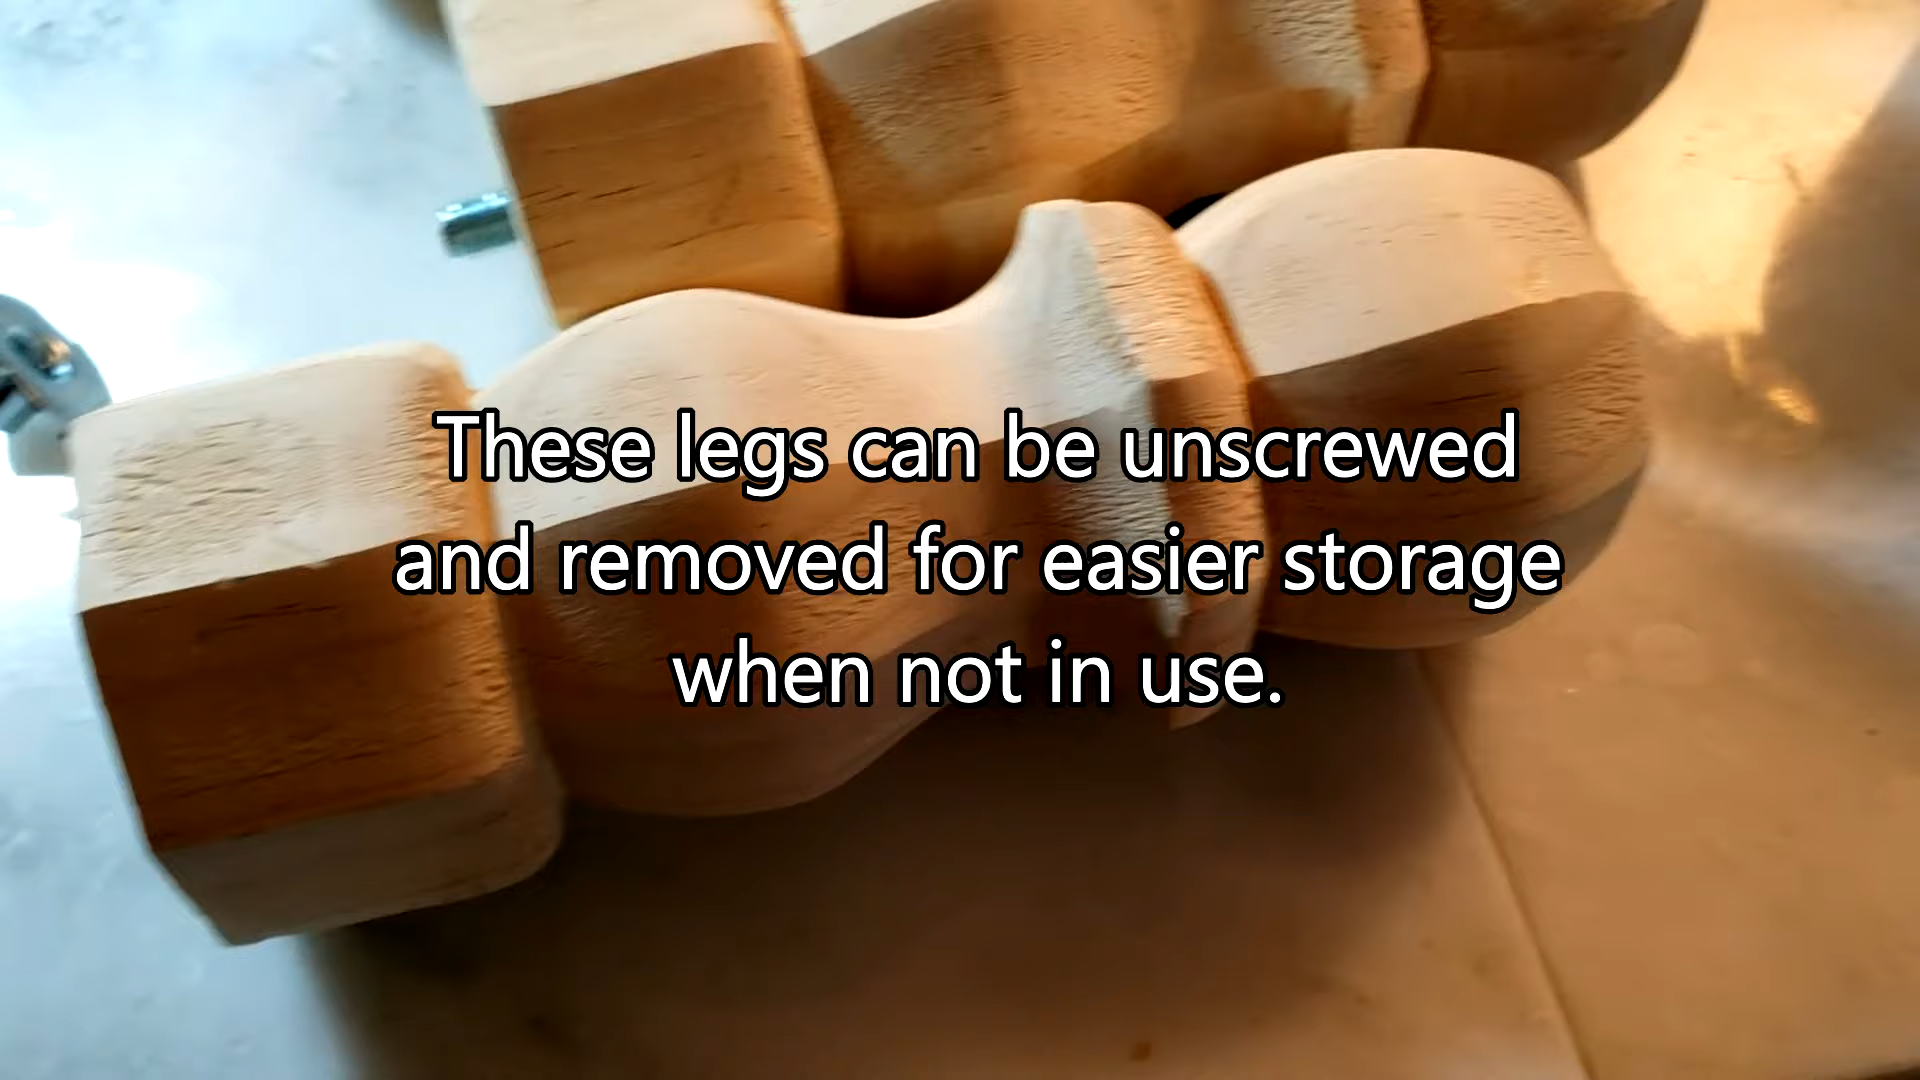 These legs can be unscrewed
and removed for easier storage
when not in use.